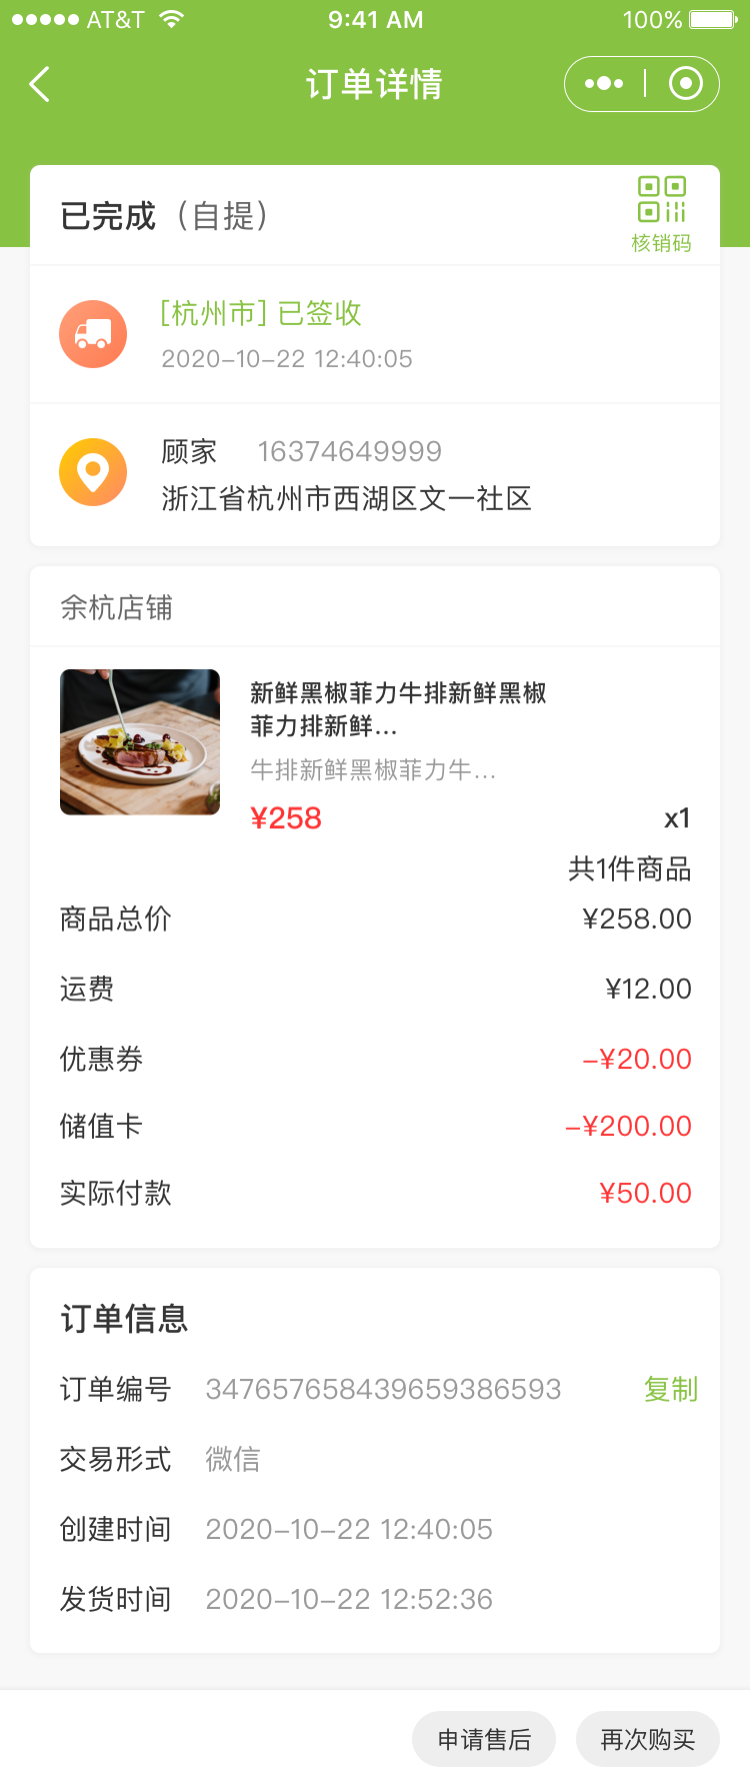 AT&T 9:41 AM 100%
订单详情
已完成（自提）
核销码
[杭州市] 已签收
2020-10-22 12:40:05
顾家 16374649999
浙江省杭州市西湖区文一社区
余杭店铺
新鲜黑椒菲力牛排新鲜黑椒
菲力排新鲜...
牛排新鲜黑椒菲力牛...
¥258 x1
共1件商品
商品总价 ¥258.00
运费 ¥12.00
优惠券 -¥20.00
储值卡 -¥200.00
实际付款 ¥50.00
订单信息
订单编号 347657658439659386593 复制
交易形式 微信
创建时间 2020-10-22 12:40:05
发货时间 2020-10-22 12:52:36
申请售后 再次购买